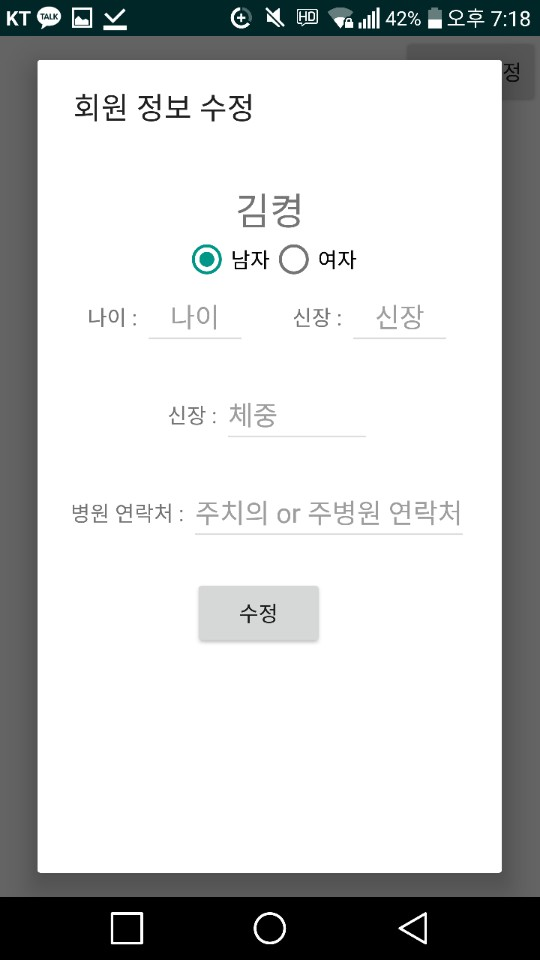 KT TALK HD 42% 오후 7:18
정
회원 정보 수정
김켱
남자 여자
나이 : 나이 신장 : 신장
신장 : 체중
병원 연락처 : 주치의 or 주병원 연락처
수정